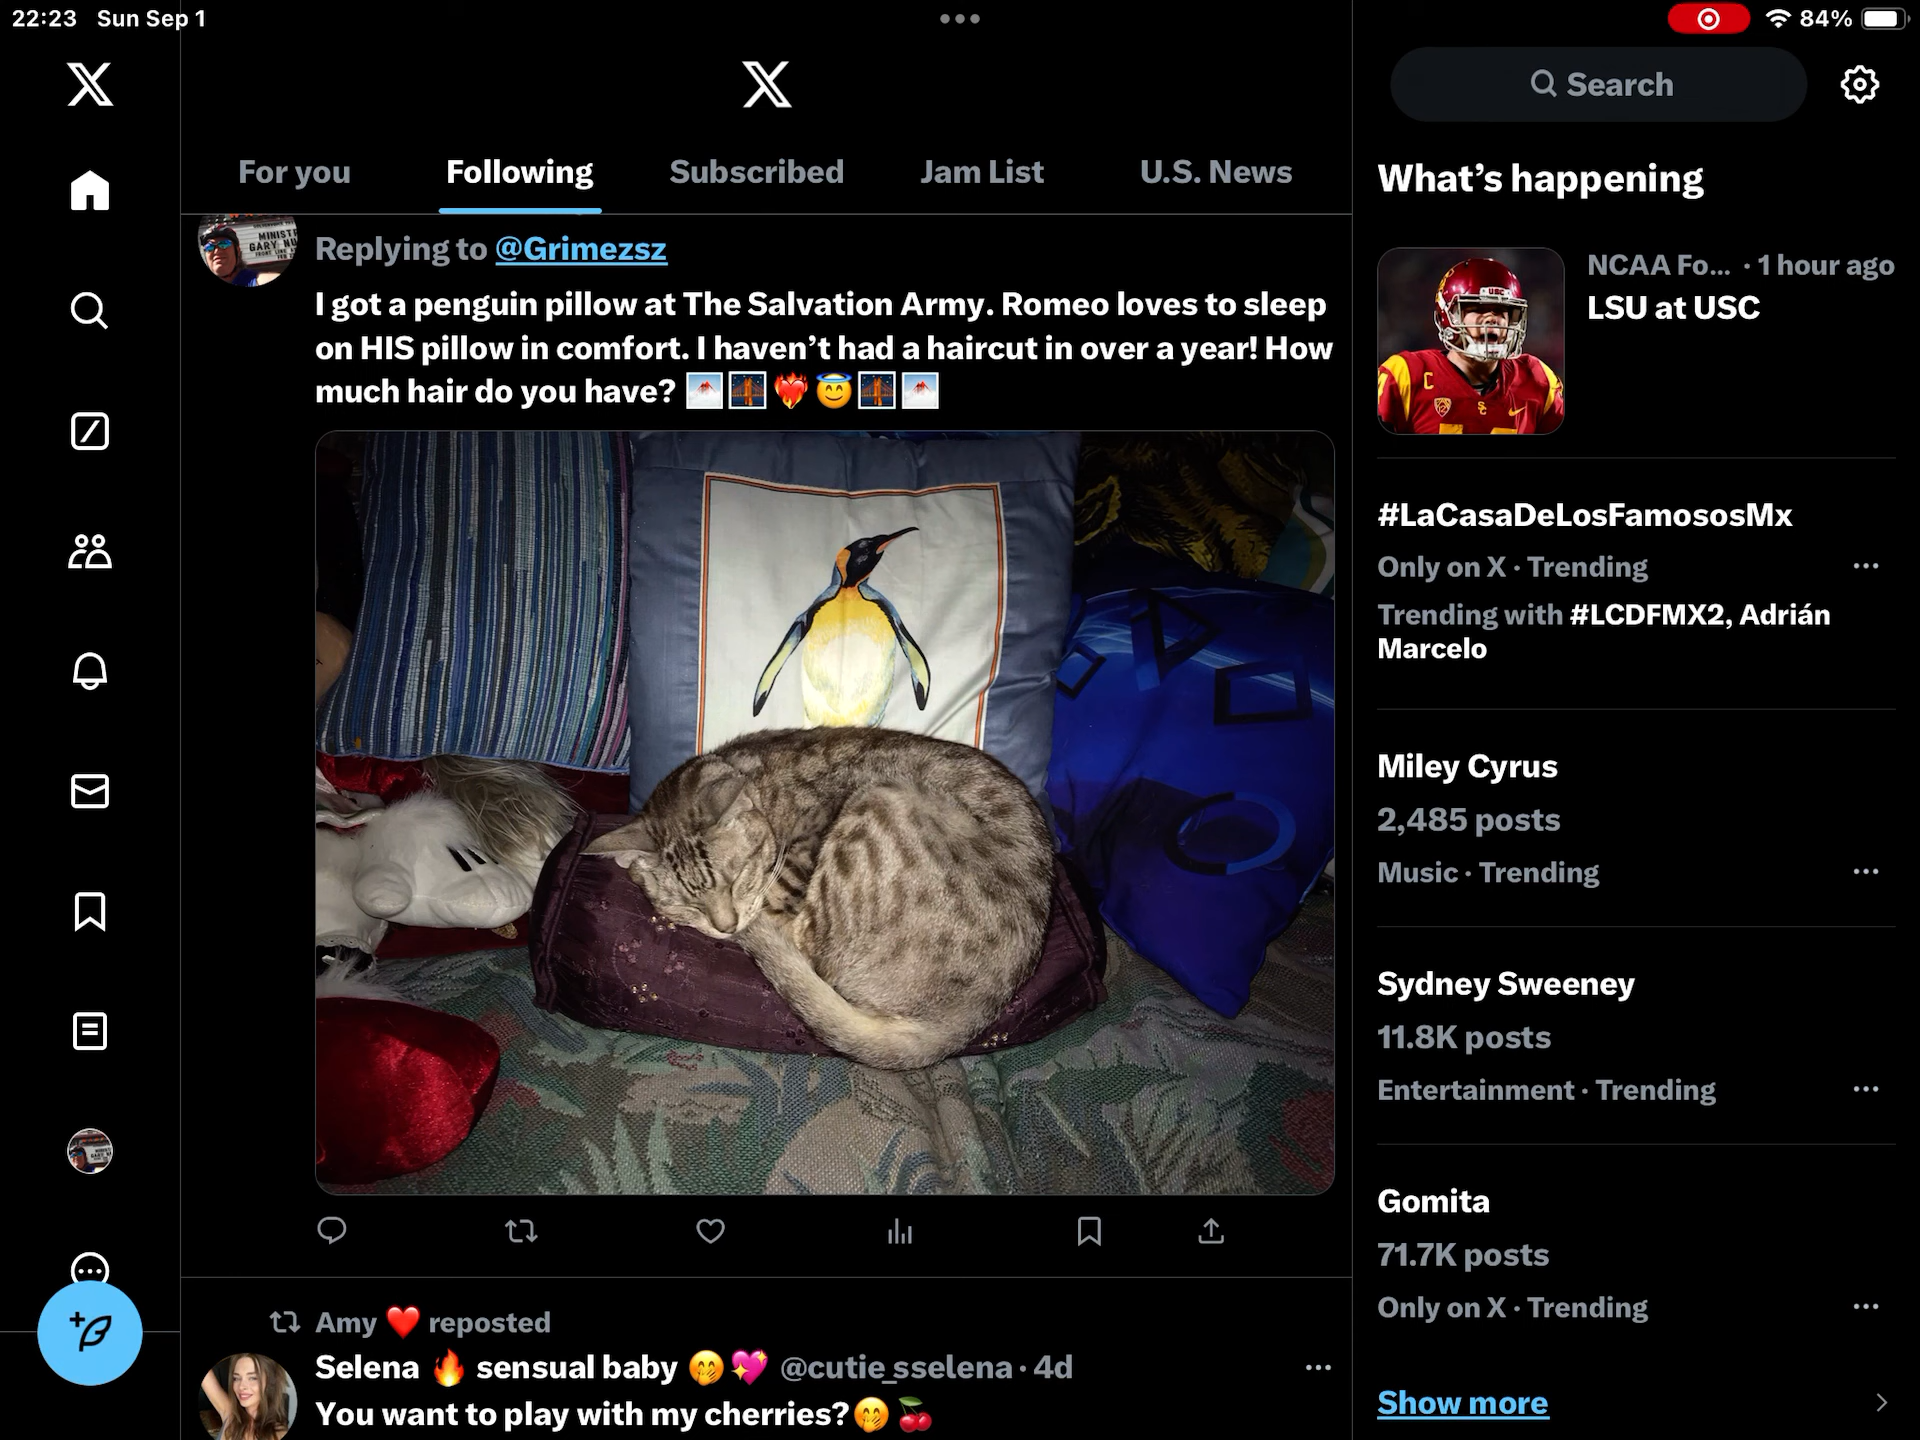 22:23 Sun Sep 1
84%
Search
For you
Following
Subscribed
Jam List
U.S. News
Replying to @Grimezsz
I got a penguin pillow at The Salvation Army. Romeo loves to sleep
on HIS pillow in comfort. I haven’t had a haircut in over a year! How
much hair do you have? 🗻🌉❤️‍🔥😇🌉🗻
Amy ❤️ reposted
Selena 🔥 sensual baby 🤭💖 @cutie_sselena · 4d
You want to play with my cherries?🤭🍒
What’s happening
NCAA Fo... · 1 hour ago
LSU at USC
#LaCasaDeLosFamososMx
Only on X · Trending
Trending with #LCDFMX2, Adrián
Marcelo
Miley Cyrus
2,485 posts
Music · Trending
Sydney Sweeney
11.8K posts
Entertainment · Trending
Gomita
71.7K posts
Only on X · Trending
Show more